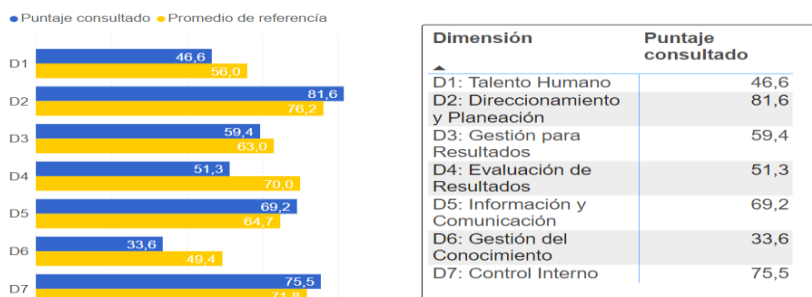 Puntaje consultado Promedio de referencía
D1 46,6
56,0
D2 81,6
76,2
D3 59,4
63,0
D4 51,3
70,0
D5 69,2
64,7
D6 33,6
49,4
D7 75,5
71,8
Dimensión Puntaje
consultado
D1: Talento Humano 46,6
D2: Direccionamiento 81,6
y Planeación
D3: Gestión para 59,4
Resultados
D4: Evaluación de 51,3
Resultados
D5: Información y 69,2
Comunicación
D6: Gestión del 33,6
Conocimiento
D7: Control Interno 75,5